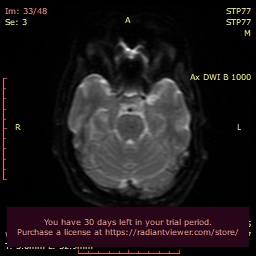 Im: 33/48
Se: 3
A
STP77
STP77
M
Ax DWI B 1000
R
L
You have 30 days left in your trial period.
Purchase a license at https://radiantviewer.com/store/